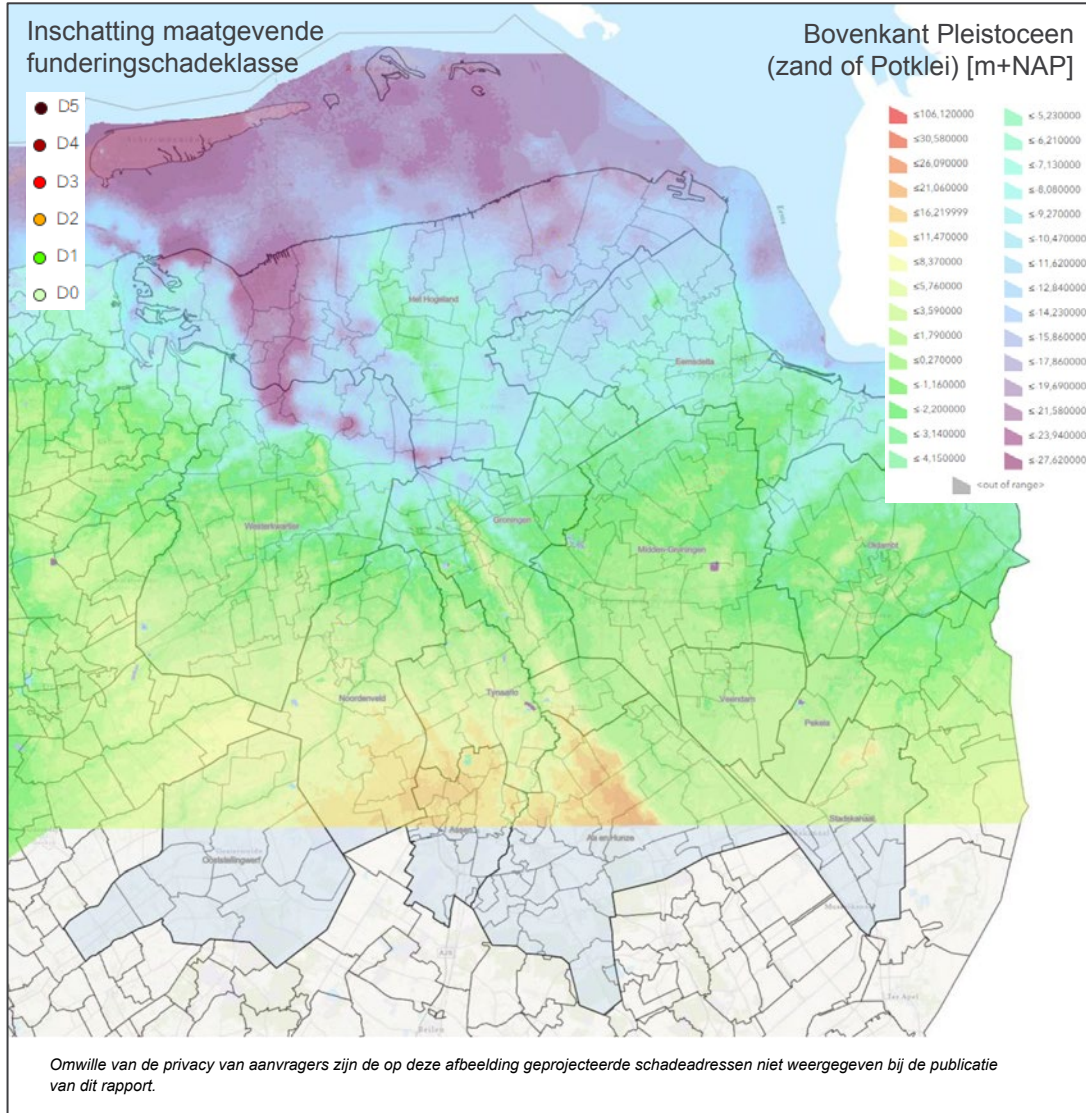 Inschatting maatgevende
funderingschadeklasse
D5
D4
D3
D2
D1
D0
Bovenkant Pleistoceen
(zand of Potklei) [m+NAP]
≤106,120000
≤30,580000
≤26,090000
≤21,060000
≤16,219999
≤11,470000
≤8,370000
≤5,760000
≤3,590000
≤1,790000
≤0,270000
≤-1,160000
≤-2,200000
≤-3,140000
≤-4,150000
≤-5,230000
≤-6,210000
≤-7,130000
≤-8,080000
≤-9,270000
≤-10,470000
≤-11,620000
≤-12,840000
≤-14,230000
≤-15,860000
≤-17,860000
≤-19,690000
≤-21,580000
≤-23,940000
≤-27,620000
<out of range>
Het Hogeland
Eemsdelta
Westerkwartier
Groningen
Midden-Groningen
Oldambt
Noordenveld
Tynaarlo
Veendam
Pekela
Stadskanaal
Assen
Aa en Hunze
Ooststellingwerf
Beilen
Ter Apel
Omwille van de privacy van aanvragers zijn de op deze afbeelding geprojecteerde schadeadressen niet weergegeven bij de publicatie
van dit rapport.